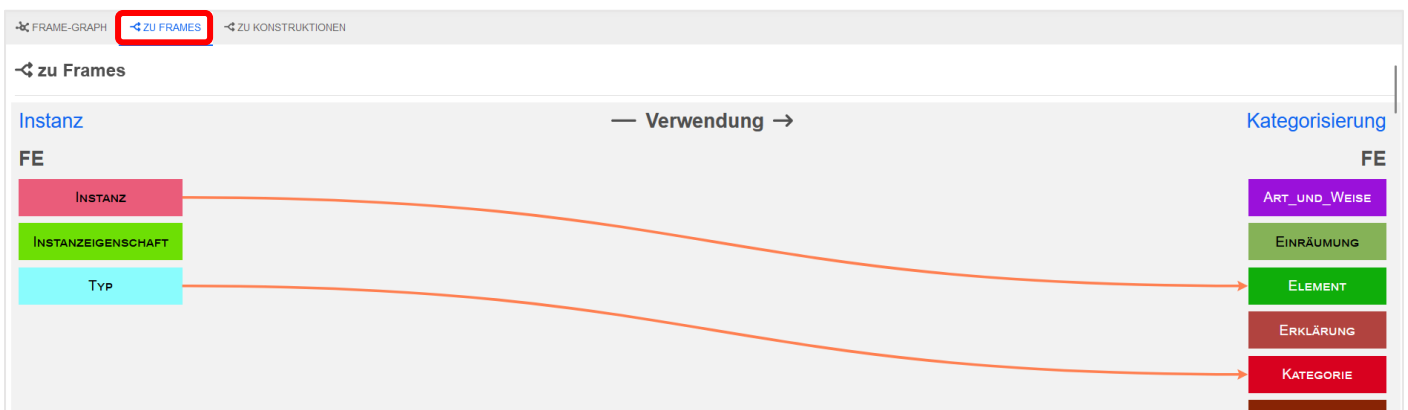 FRAME-GRAPH ZU FRAMES ZU KONSTRUKTIONEN
zu Frames
Instanz — Verwendung → Kategorisierung
FE FE
INSTANZ ART_UND_WEISE
INSTANZEIGENSCHAFT EINRÄUMUNG
TYP ELEMENT
ERKLÄRUNG
KATEGORIE